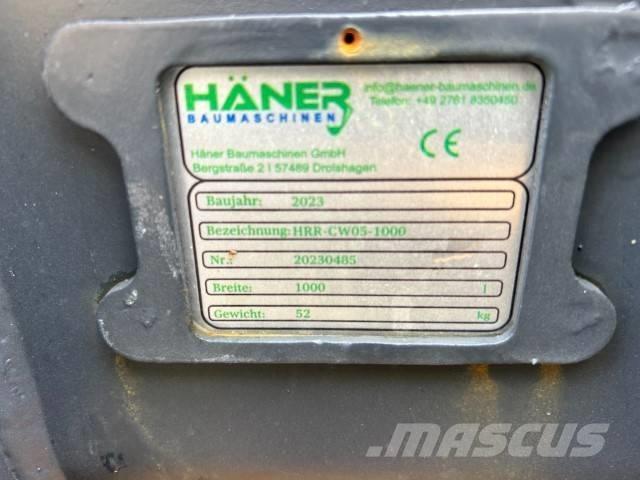 HÄNER
BAUMASCHINEN
info@haener-baumaschinen.de
Telefon: +49 2761 8350450
CE
Häner Baumaschinen GmbH
Bergstraße 2 I 57489 Drolshagen
Baujahr: 2023
Bezeichnung: HRR-CW05-1000
Nr.: 20230485
Breite: 1000 l
Gewicht: 52 kg
MASCUS